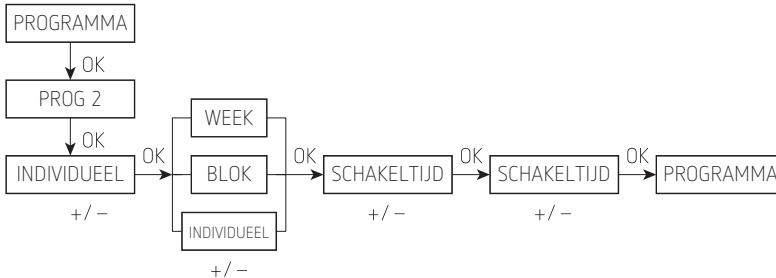 PROGRAMMA
OK
PROG 2
OK
INDIVIDUEEL
+/−
OK
WEEK
BLOK
INDIVIDUEEL
+/−
OK
SCHAKELTIJD
+/−
OK
SCHAKELTIJD
+/−
OK
PROGRAMMA